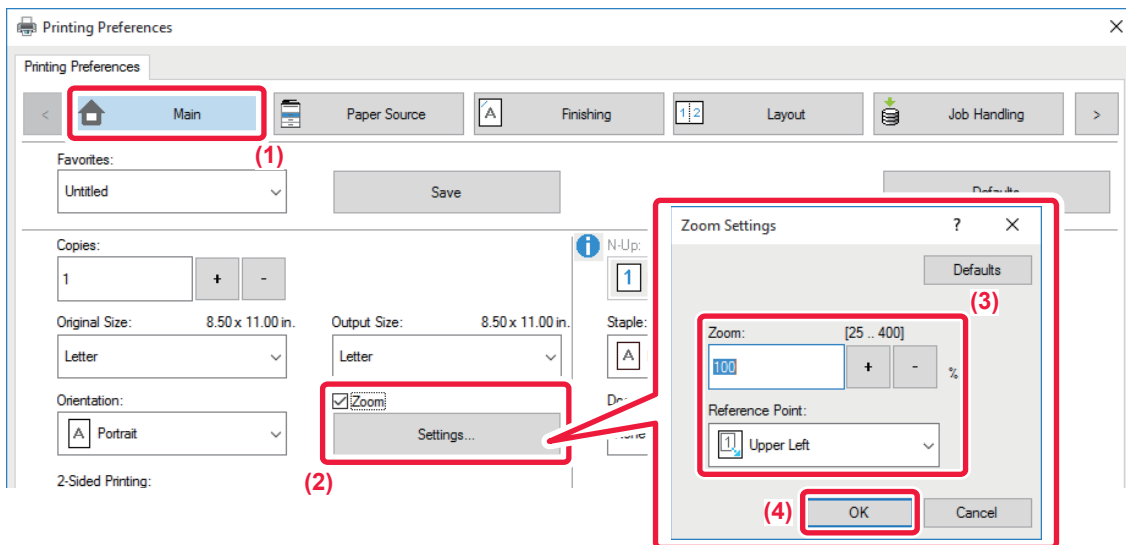 Printing Preferences
Printing Preferences
< Main Paper Source Finishing 1 2 Layout Job Handling >
(1)
Favorites:
Untitled Save Defaults
Zoom Settings ?
Defaults
(3)
Copies: N-Up:
1 + - 1
Original Size: 8.50 x 11.00 in. Output Size: 8.50 x 11.00 in. Staple:
Letter Letter A
Zoom: [25 .. 400]
100 + - %
Orientation: Zoom
A Portrait Settings...
Reference Point:
1 Upper Left
2-Sided Printing:
(2)
(4) OK Cancel